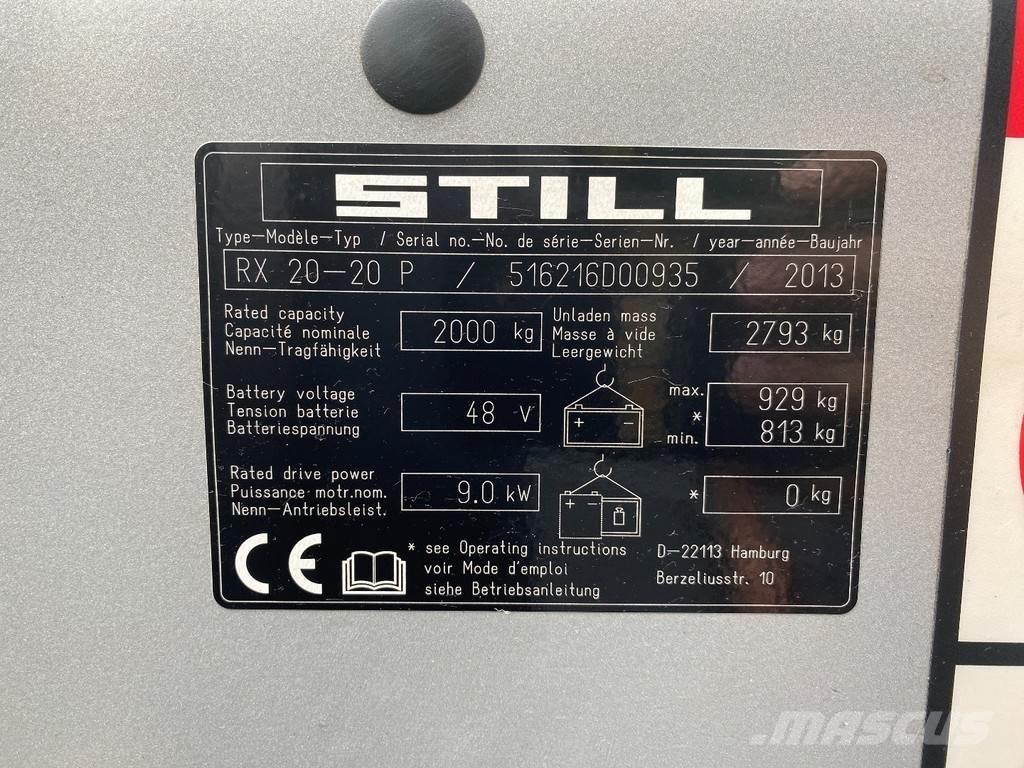 STILL
Type–Modèle–Typ / Serial no.–No. de série–Serien–Nr. / year–année–Baujahr
RX 20–20 P / 516216D00935 / 2013
Rated capacity
Capacité nominale
Nenn–Tragfähigkeit
2000 kg
Unladen mass
Masse à vide
Leergewicht
2793 kg
Battery voltage
Tension batterie
Batteriespannung
48 V
+ –
max. 929 kg
*
min. 813 kg
Rated drive power
Puissance motr.nom.
Nenn–Antriebsleist.
9.0 kW
+ –
* 0 kg
CE
* see Operating instructions
voir Mode d'emploi
siehe Betriebsanleitung
D–22113 Hamburg
Berzeliusstr. 10
MASCUS